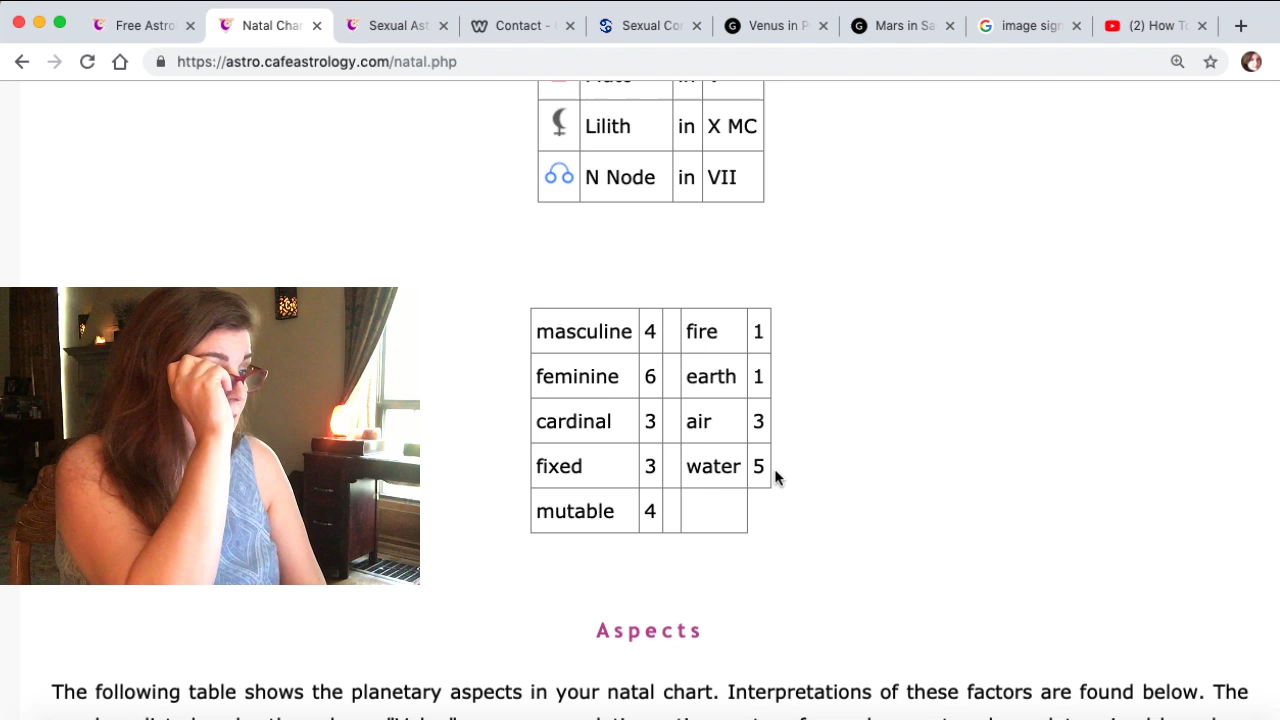 Free Astro
Natal Char
Sexual Ast
Contact -
Sexual Cor
Venus in P
Mars in Sa
image sign
(2) How To
https://astro.cafeastrology.com/natal.php
Lilith in X MC
N Node in VII
masculine 4 fire 1
feminine 6 earth 1
cardinal 3 air 3
fixed 3 water 5
mutable 4
Aspects
The following table shows the planetary aspects in your natal chart. Interpretations of these factors are found below. The